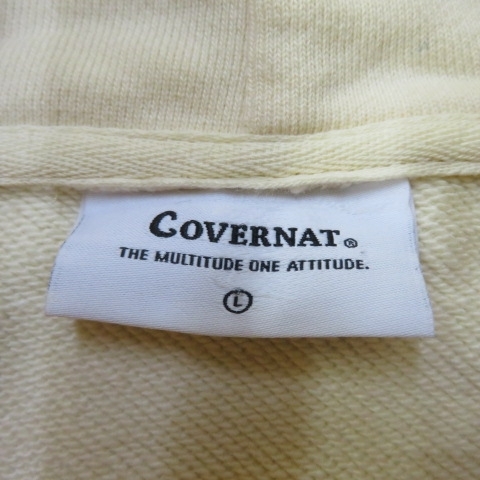 COVERNAT®
THE MULTITUDE ONE ATTITUDE.
L